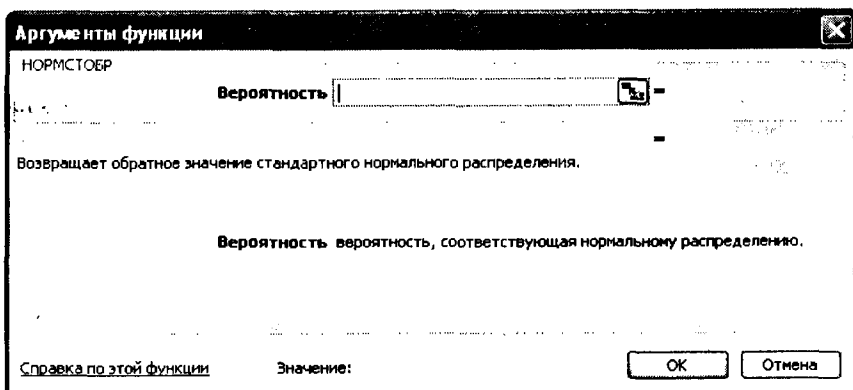 Аргументы функции
НОРМСТОБР
Вероятность =
=
Возвращает обратное значение стандартного нормального распределения.
Вероятность вероятность, соответствующая нормальному распределению.
Справка по этой функции Значение: ОК Отмена